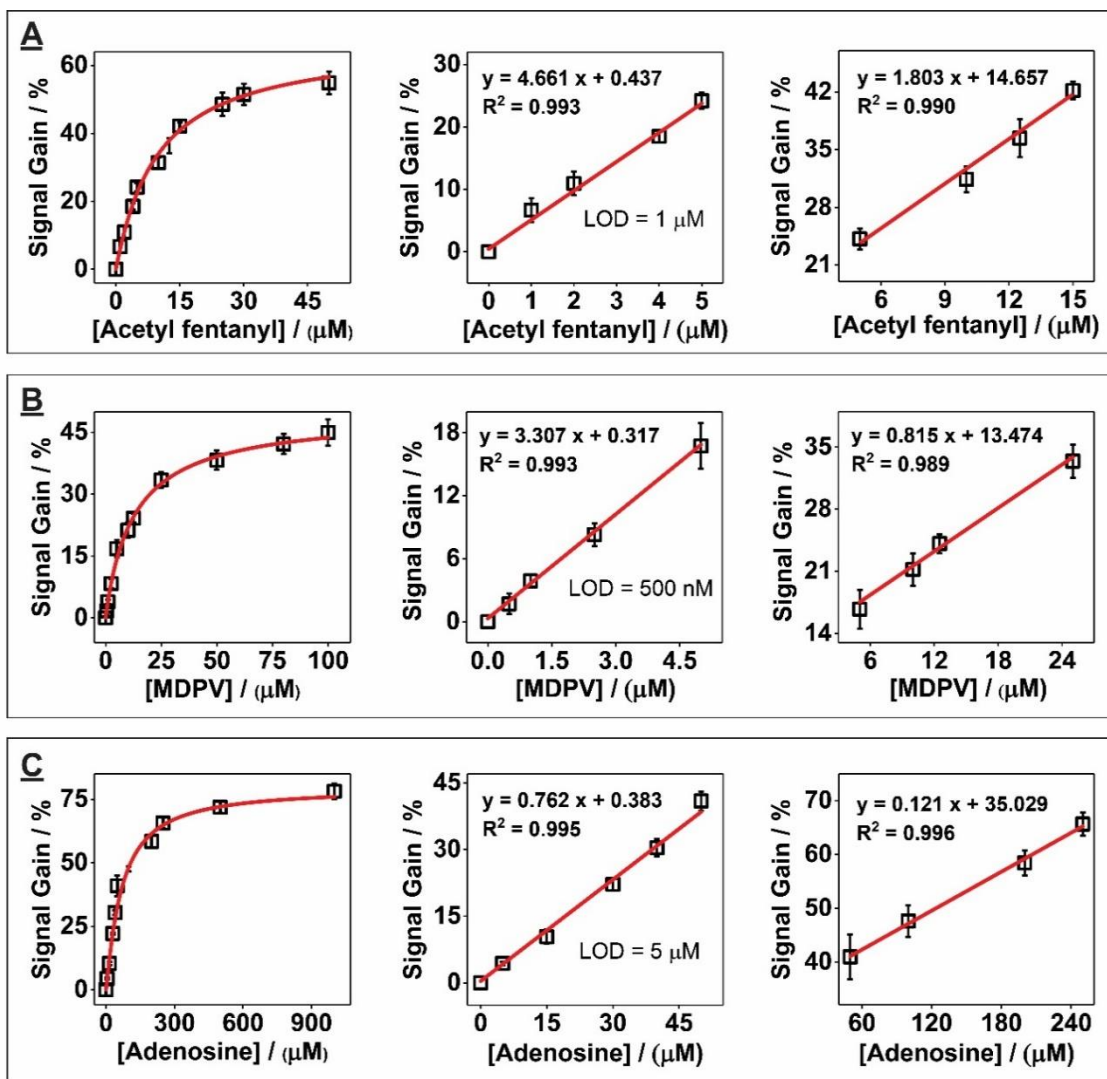 A
Signal Gain / %
60
40
20
0
0 15 30 45
[Acetyl fentanyl] / (μM)
Signal Gain / %
30
20
10
0
y = 4.661 x + 0.437
R² = 0.993
LOD = 1 μM
0 1 2 3 4 5
[Acetyl fentanyl] / (μM)
Signal Gain / %
42
35
28
21
y = 1.803 x + 14.657
R² = 0.990
6 9 12 15
[Acetyl fentanyl] / (μM)
B
Signal Gain / %
45
30
15
0
0 25 50 75 100
[MDPV] / (μM)
Signal Gain / %
18
12
6
0
y = 3.307 x + 0.317
R² = 0.993
LOD = 500 nM
0.0 1.5 3.0 4.5
[MDPV] / (μM)
Signal Gain / %
35
28
21
14
y = 0.815 x + 13.474
R² = 0.989
6 12 18 24
[MDPV] / (μM)
C
Signal Gain / %
75
50
25
0
0 300 600 900
[Adenosine] / (μM)
Signal Gain / %
45
30
15
0
y = 0.762 x + 0.383
R² = 0.995
LOD = 5 μM
0 15 30 45
[Adenosine] / (μM)
Signal Gain / %
70
60
50
40
y = 0.121 x + 35.029
R² = 0.996
60 120 180 240
[Adenosine] / (μM)